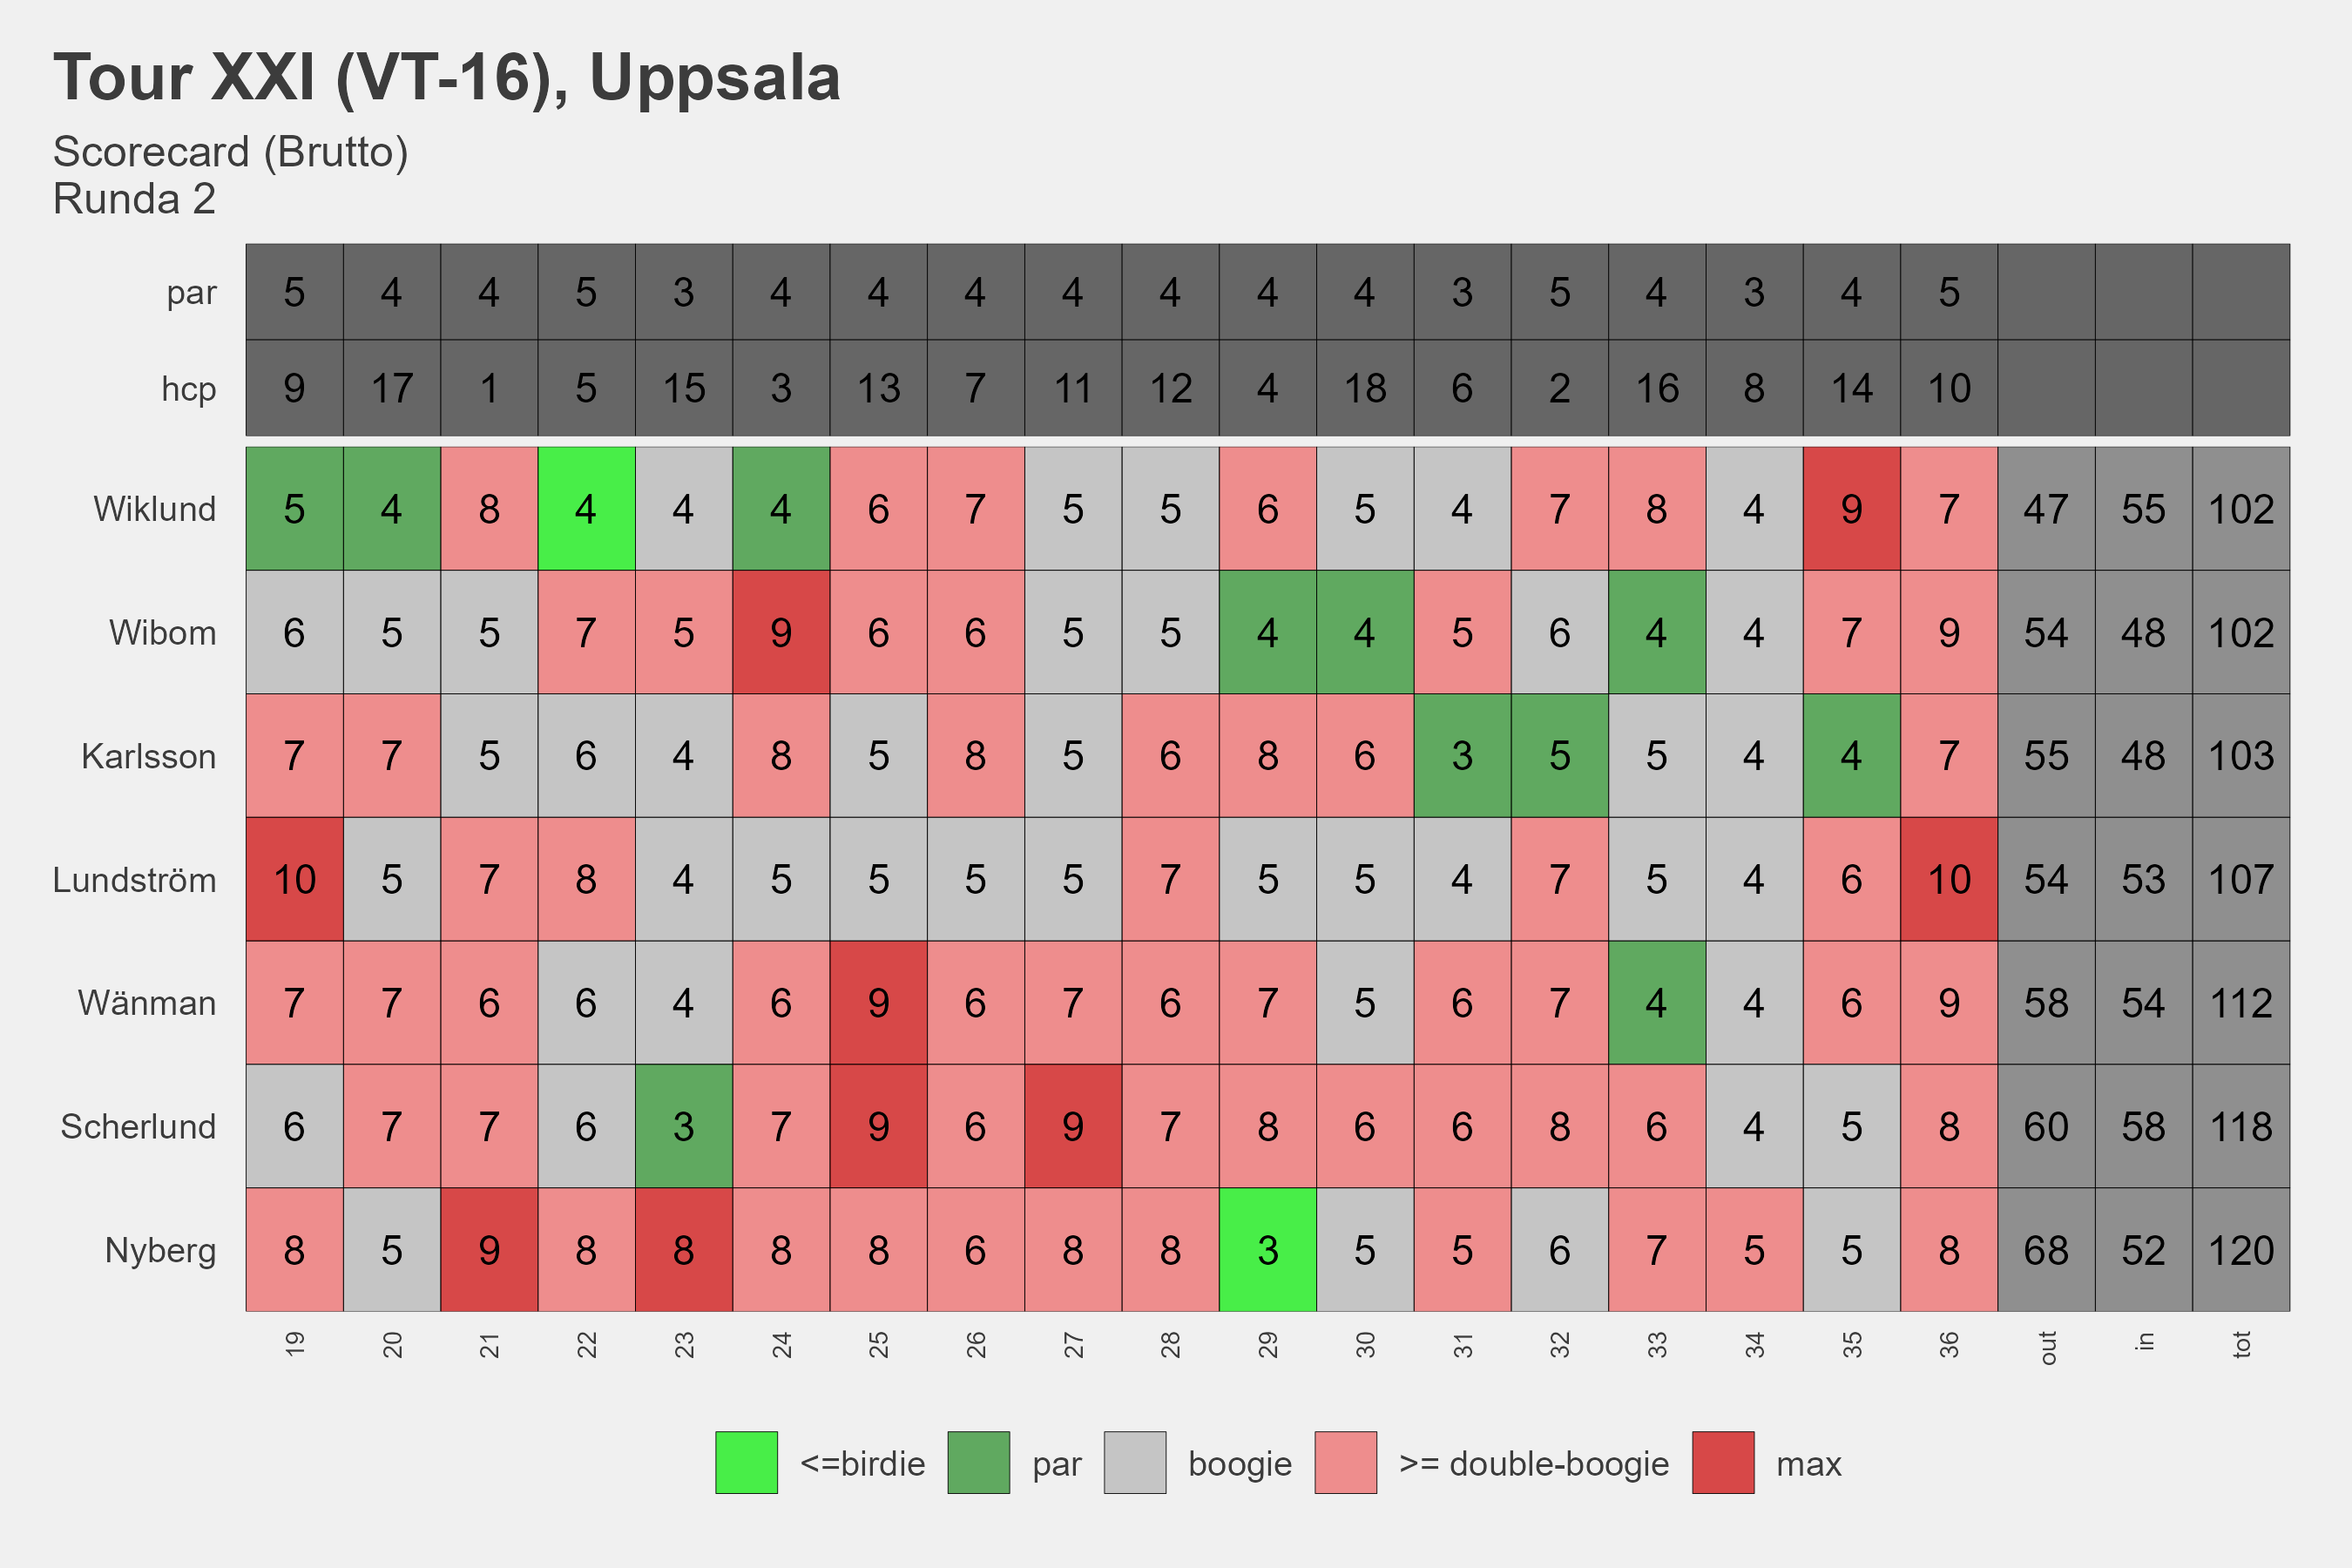 Tour XXI (VT-16), Uppsala
Scorecard (Brutto)
Runda 2
par 5 4 4 5 3 4 4 4 4 4 4 4 3 5 4 3 4 5
hcp 9 17 1 5 15 3 13 7 11 12 4 18 6 2 16 8 14 10
Wiklund 5 4 8 4 4 4 6 7 5 5 6 5 4 7 8 4 9 7 47 55 102
Wibom 6 5 5 7 5 9 6 6 5 5 4 4 5 6 4 4 7 9 54 48 102
Karlsson 7 7 5 6 4 8 5 8 5 6 8 6 3 5 5 4 4 7 55 48 103
Lundström 10 5 7 8 4 5 5 5 5 7 5 5 4 7 5 4 6 10 54 53 107
Wänman 7 7 6 6 4 6 9 6 7 6 7 5 6 7 4 4 6 9 58 54 112
Scherlund 6 7 7 6 3 7 9 6 9 7 8 6 6 8 6 4 5 8 60 58 118
Nyberg 8 5 9 8 8 8 8 6 8 8 3 5 5 6 7 5 5 8 68 52 120
19 20 21 22 23 24 25 26 27 28 29 30 31 32 33 34 35 36 out in tot
<=birdie par boogie >= double-boogie max